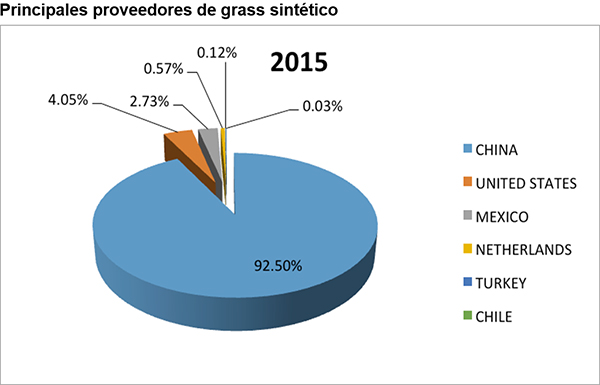 Principales proveedores de grass sintético
2015
0.12%
0.57%
4.05%
2.73%
0.03%
92.50%
CHINA
UNITED STATES
MEXICO
NETHERLANDS
TURKEY
CHILE